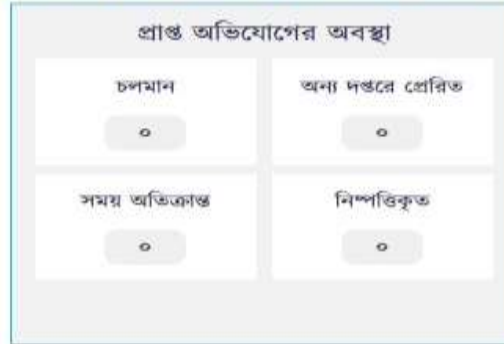 প্রাপ্ত অভিযোগের অবস্থা
চলমান
অন্য দপ্তরে প্রেরিত
০
০
সময় অতিক্রান্ত
নিষ্পত্তিকৃত
০
০